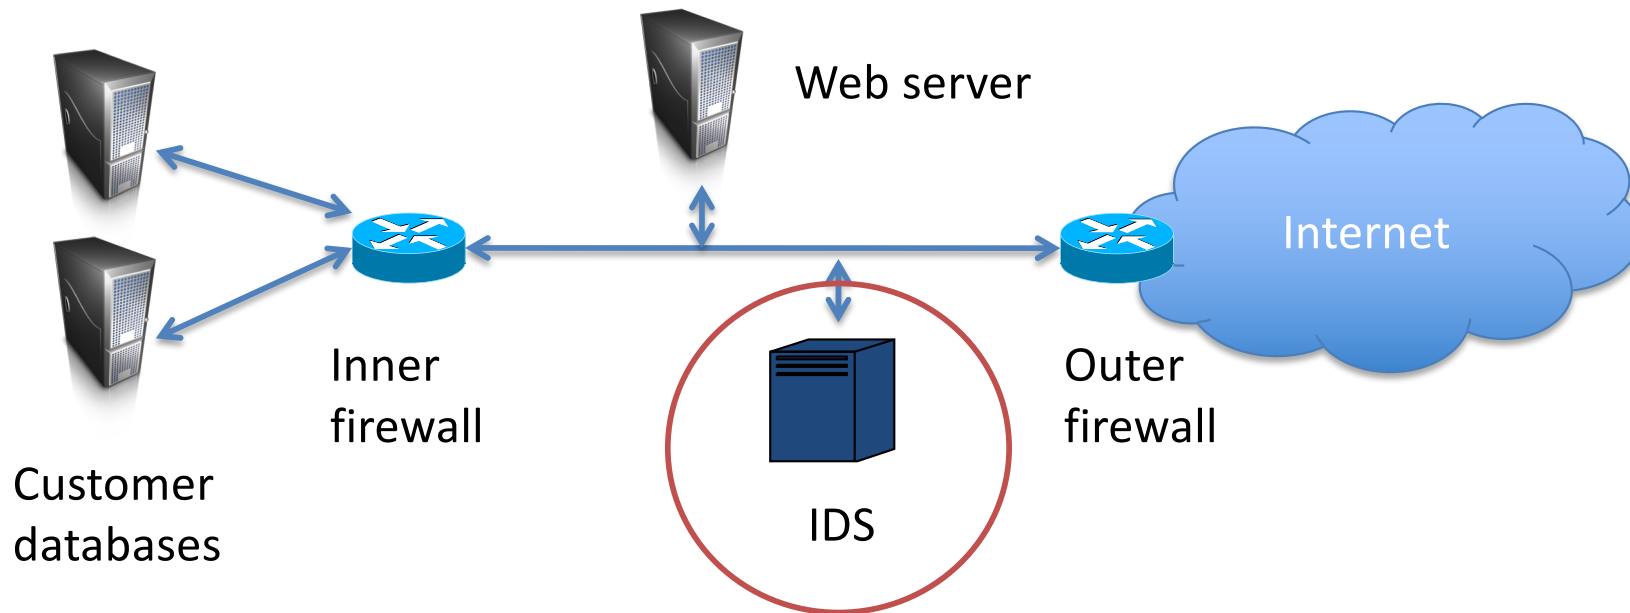 Web server
Internet
Inner
firewall
Outer
firewall
Customer
databases
IDS